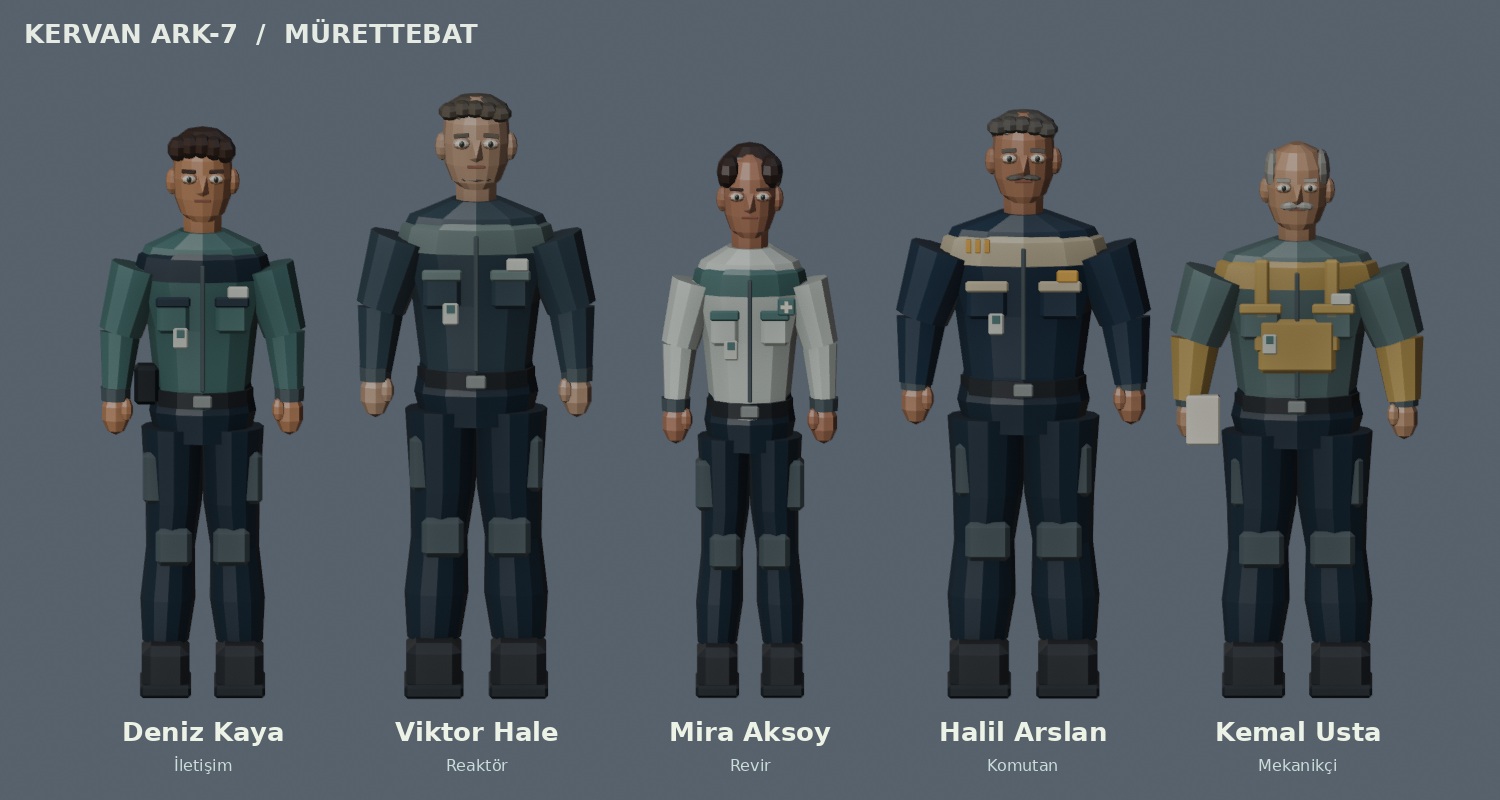 KERVAN ARK-7 / MÜRETTEBAT
Deniz Kaya
İletişim
Viktor Hale
Reaktör
Mira Aksoy
Revir
Halil Arslan
Komutan
Kemal Usta
Mekanikçi